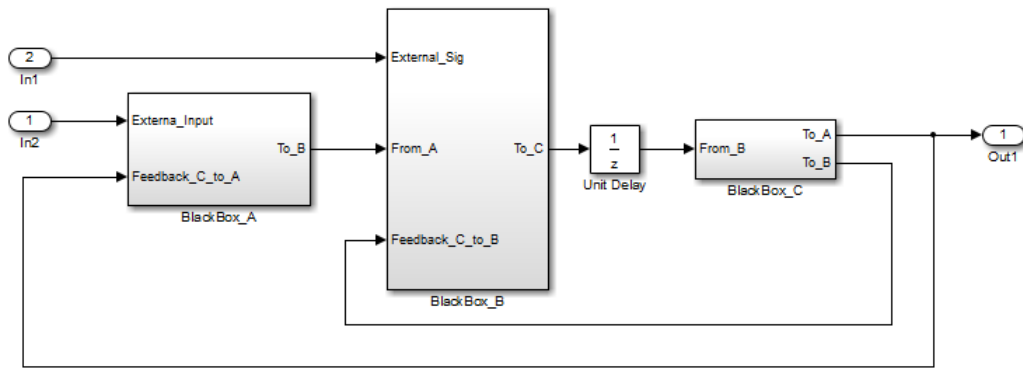 2
In1
1
In2
Externa_Input
Feedback_C_to_A
To_B
BlackBox_A
External_Sig
From_A
Feedback_C_to_B
To_C
BlackBox_B
1
z
Unit Delay
From_B
To_A
To_B
BlackBox_C
1
Out1